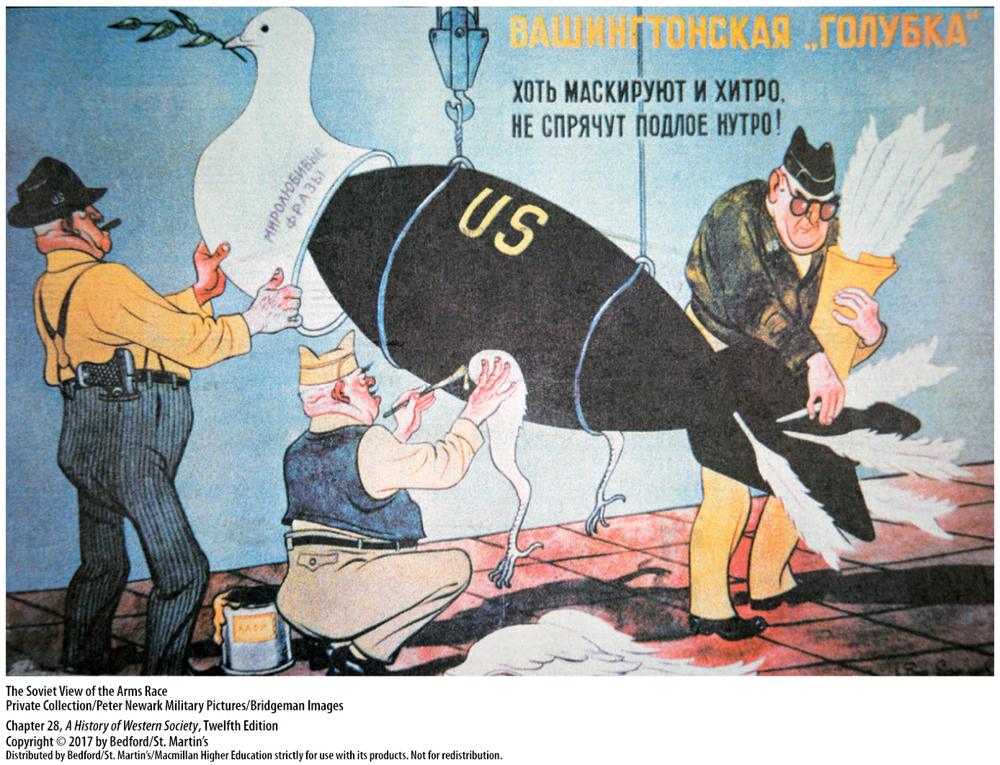 ВАШИНГТОНСКАЯ „ГОЛУБКА“
ХОТЬ МАСКИРУЮТ И ХИТРО,
НЕ СПРЯЧУТ ПОДЛОЕ НУТРО!
МИРОЛЮБИВЫЕ
ФРАЗЫ
US
US
КЛЕЙ
The Soviet View of the Arms Race
Private Collection/Peter Newark Military Pictures/Bridgeman Images
Chapter 28, A History of Western Society, Twelfth Edition
Copyright © 2017 by Bedford/St. Martin’s
Distributed by Bedford/St. Martin’s/Macmillan Higher Education strictly for use with its products. Not for redistribution.